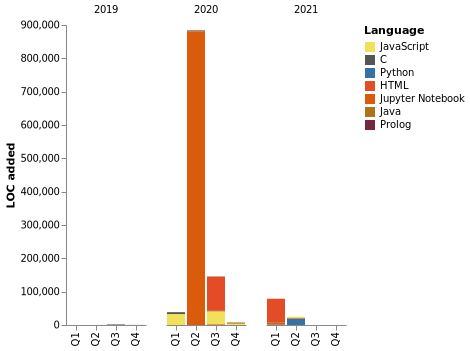 2019 2020 2021
Language
JavaScript
C
Python
HTML
Jupyter Notebook
Java
Prolog
LOC added
900,000
800,000
700,000
600,000
500,000
400,000
300,000
200,000
100,000
0
Q1 Q2 Q3 Q4 Q1 Q2 Q3 Q4 Q1 Q2 Q3 Q4